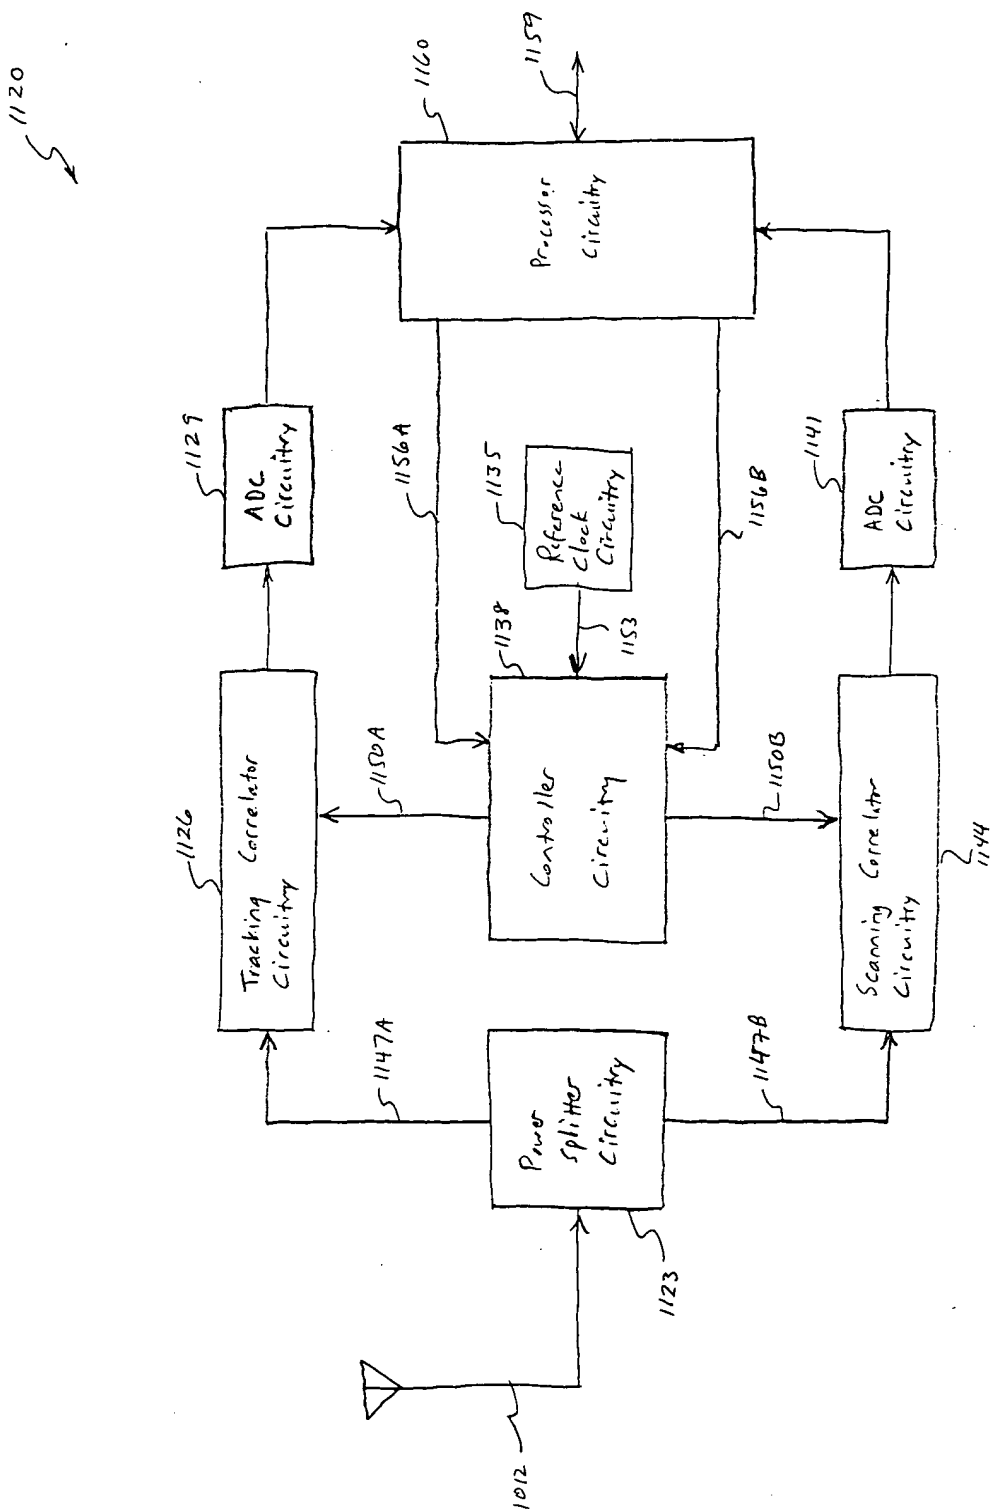 1120
1126
Tracking Correlator
Circuitry
1129
ADC
Circuitry
1147A
1150A
1156A
1160
Processor
Circuitry
1159
1135
Reference
Clock
Circuitry
1153
1138
Controller
Circuitry
Power
Splitter
Circuitry
1123
1012
1147B
1150B
1156B
1141
ADC
Circuitry
Scanning Correlator
Circuitry
1144